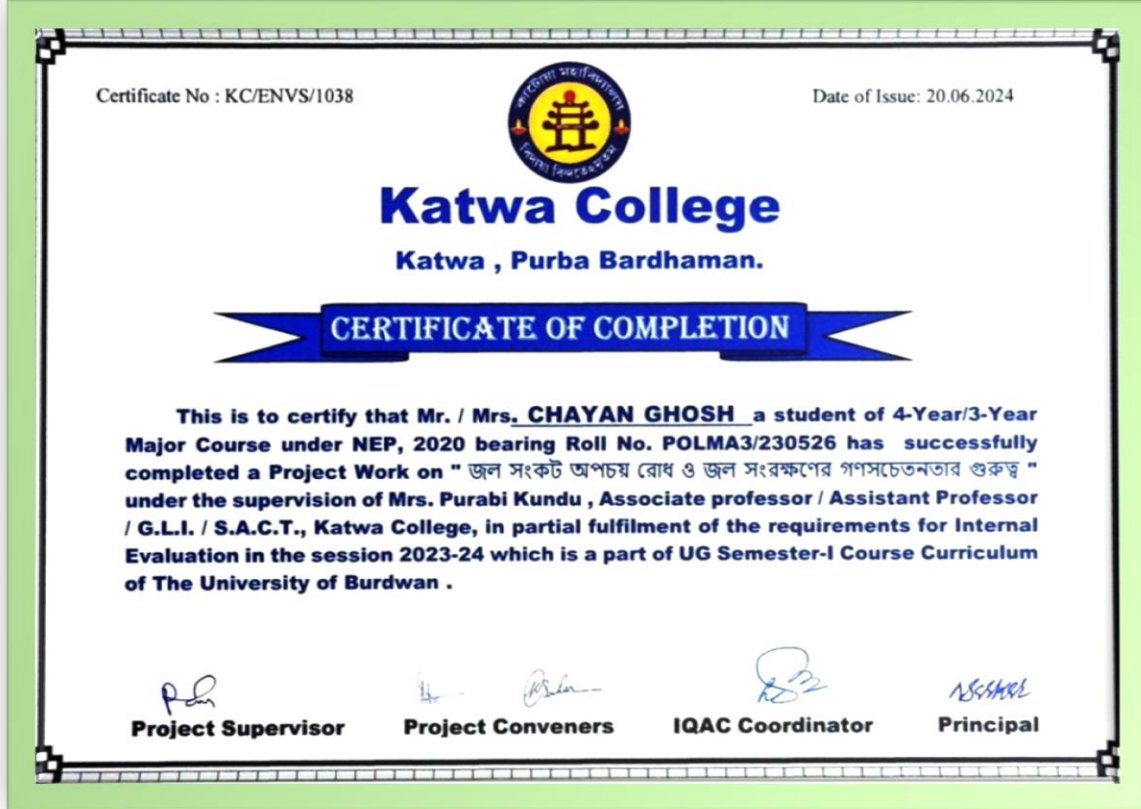 Certificate No : KC/ENVS/1038
Date of Issue: 20.06.2024
কাটোয়া মহাবিদ্যালয়
Katwa College
Katwa , Purba Bardhaman.
CERTIFICATE OF COMPLETION
This is to certify that Mr. / Mrs. CHAYAN GHOSH a student of 4-Year/3-Year
Major Course under NEP, 2020 bearing Roll No. POLMA3/230526 has successfully
completed a Project Work on " জল সংকট অপচয় রোধ ও জল সংরক্ষণের গণসচেতনতার গুরুত্ব "
under the supervision of Mrs. Purabi Kundu , Associate professor / Assistant Professor
/ G.L.I. / S.A.C.T., Katwa College, in partial fulfilment of the requirements for Internal
Evaluation in the session 2023-24 which is a part of UG Semester-I Course Curriculum
of The University of Burdwan .
Project Supervisor
Project Conveners
IQAC Coordinator
Principal